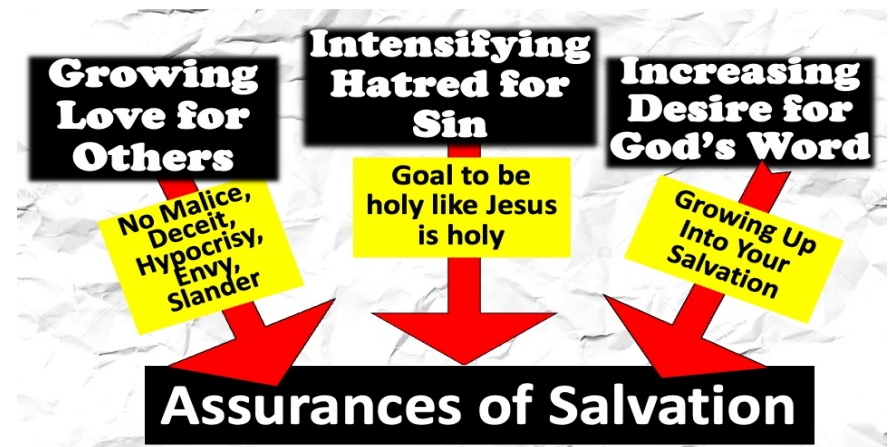 Growing
Love for
Others
Intensifying
Hatred for
Sin
Increasing
Desire for
God's Word
No Malice,
Deceit,
Hypocrisy,
Envy,
Slander
Goal to be
holy like Jesus
is holy
Growing Up
Into Your
Salvation
Assurances of Salvation